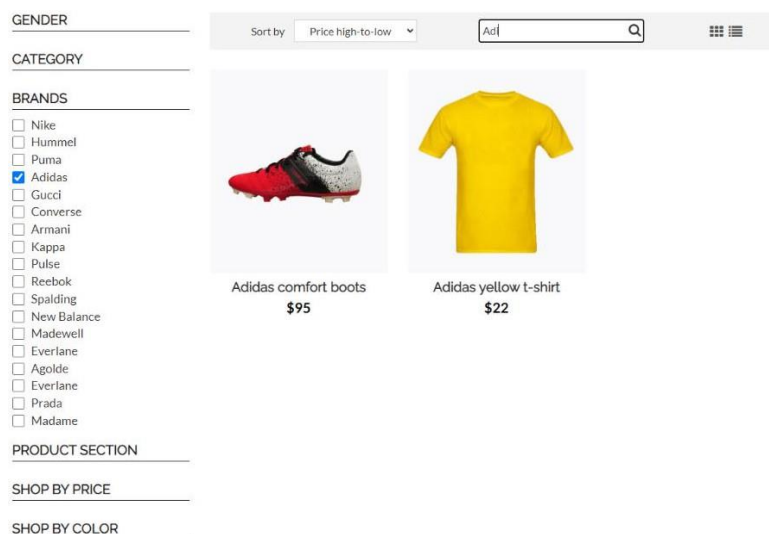 GENDER
CATEGORY
BRANDS
Nike
Hummel
Puma
Adidas
Gucci
Converse
Armani
Kappa
Pulse
Reebok
Spalding
New Balance
Madewell
Everlane
Agolde
Everlane
Prada
Madame
PRODUCT SECTION
SHOP BY PRICE
SHOP BY COLOR
Sort by Price high-to-low Adi
Adidas comfort boots
$95
Adidas yellow t-shirt
$22